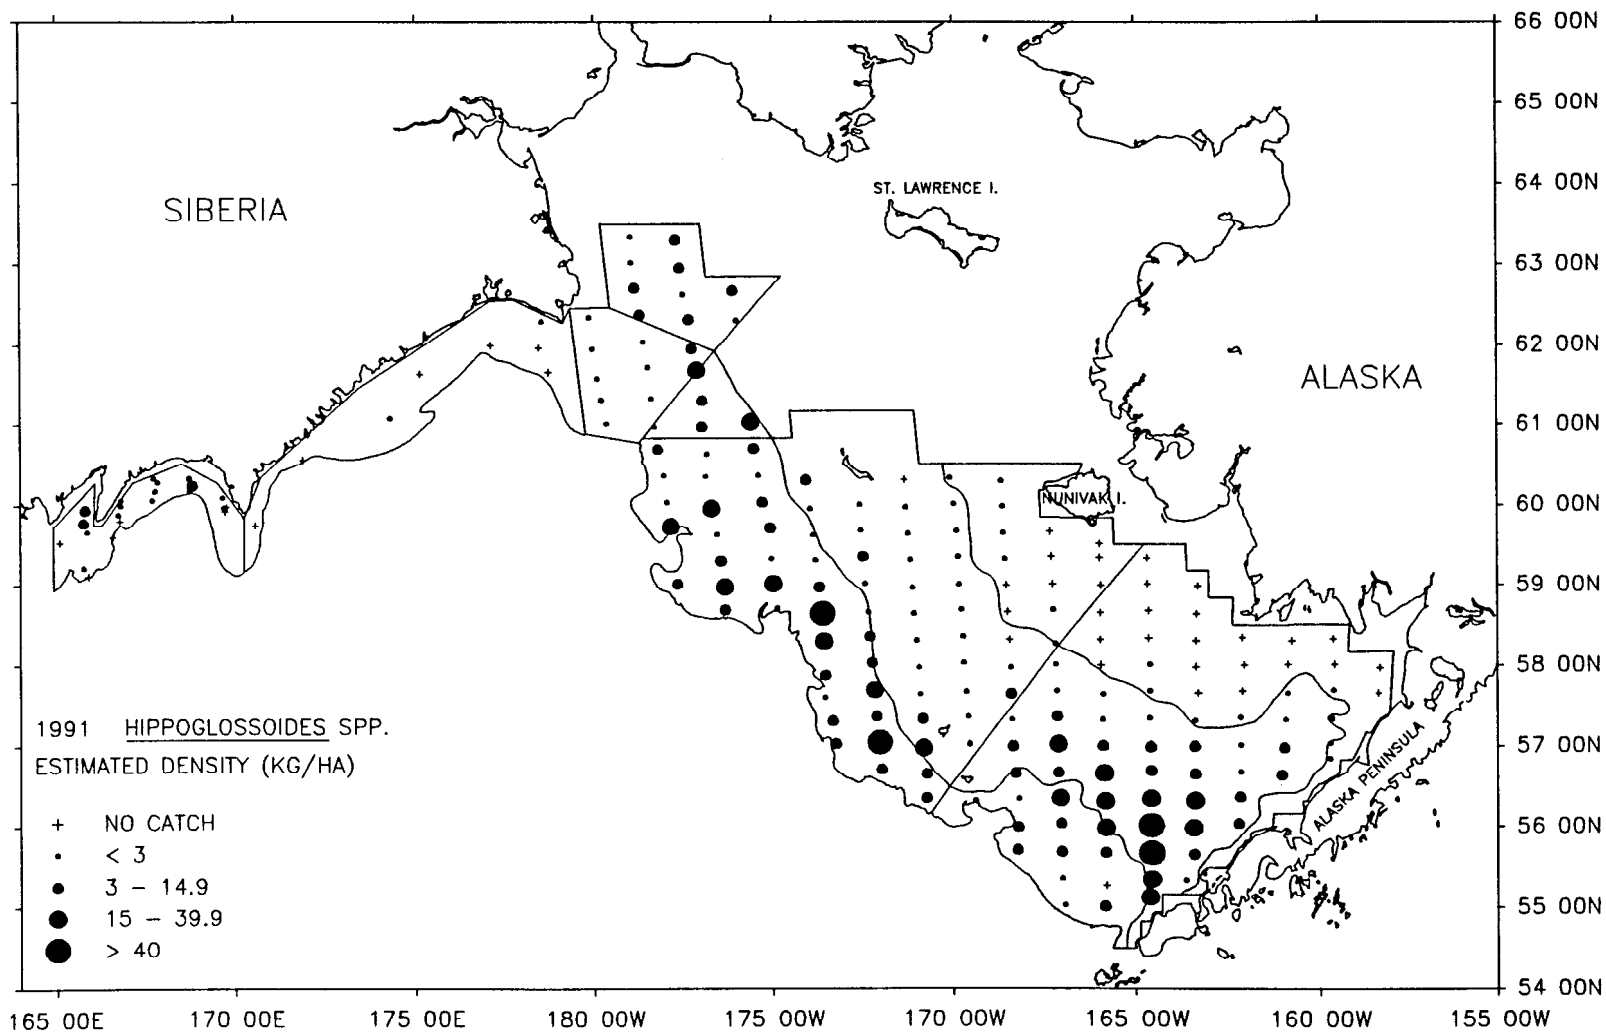 66 00N
65 00N
64 00N
63 00N
62 00N
61 00N
60 00N
59 00N
58 00N
57 00N
56 00N
55 00N
54 00N
SIBERIA
ST. LAWRENCE I.
ALASKA
NUNIVAK I.
ALASKA PENINSULA
1991 HIPPOGLOSSOIDES SPP.
ESTIMATED DENSITY (KG/HA)
+ NO CATCH
< 3
3 – 14.9
15 – 39.9
> 40
165 00E 170 00E 175 00E 180 00W 175 00W 170 00W 165 00W 160 00W 155 00W